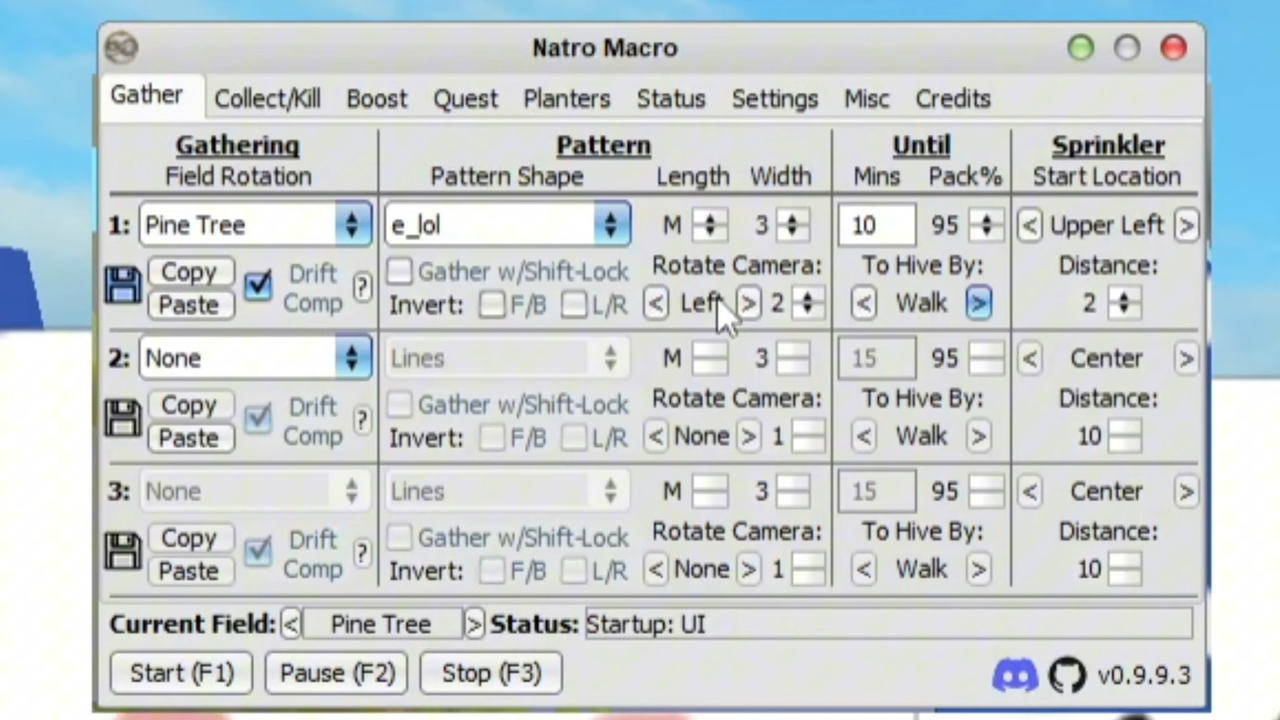 Natro Macro
Gather Collect/Kill Boost Quest Planters Status Settings Misc Credits
Gathering Pattern Until Sprinkler
Field Rotation Pattern Shape Length Width Mins Pack% Start Location
1: Pine Tree e_lol M 3 10 95 < Upper Left >
Copy Drift ? Gather w/Shift-Lock Rotate Camera: To Hive By: Distance:
Paste Comp Invert: F/B L/R < Left > 2 < Walk > 2
2: None Lines M 3 15 95 < Center >
Copy Drift ? Gather w/Shift-Lock Rotate Camera: To Hive By: Distance:
Paste Comp Invert: F/B L/R < None > 1 < Walk > 10
3: None Lines M 3 15 95 < Center >
Copy Drift ? Gather w/Shift-Lock Rotate Camera: To Hive By: Distance:
Paste Comp Invert: F/B L/R < None > 1 < Walk > 10
Current Field: < Pine Tree > Status: Startup: UI
Start (F1) Pause (F2) Stop (F3) v0.9.9.3